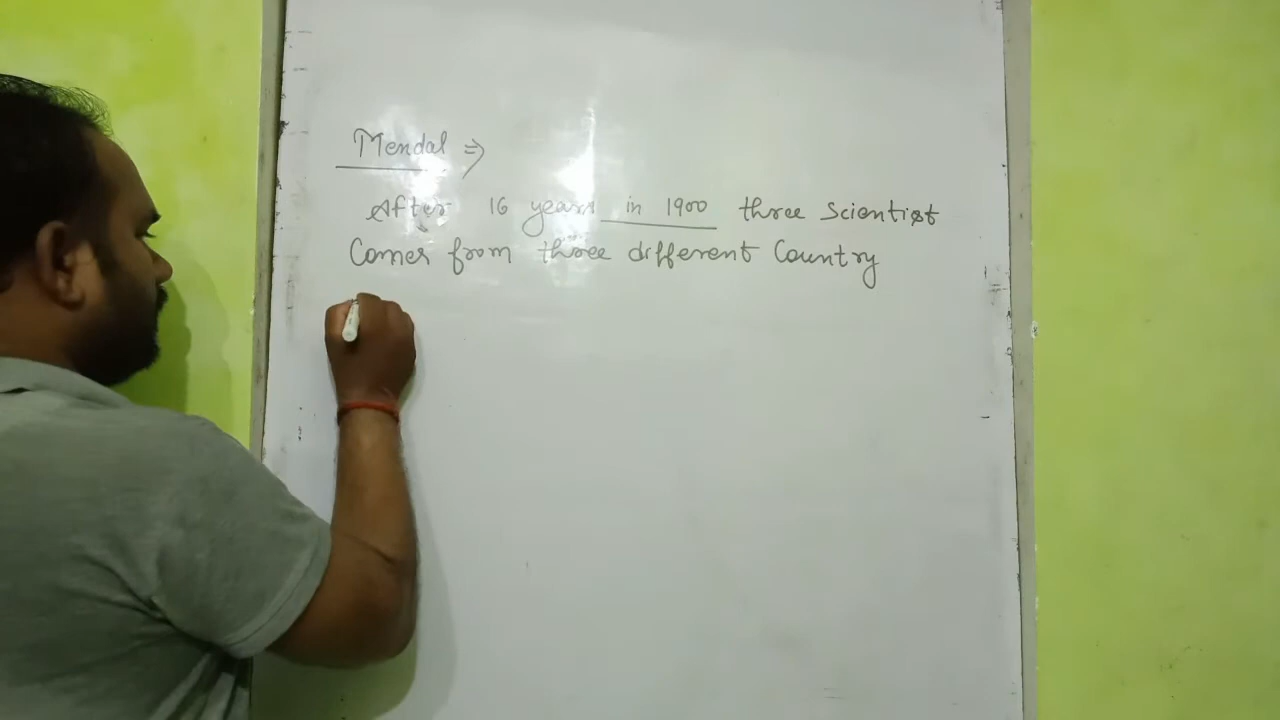 Mendal ⇒
After 16 years in 1900 three Scientist
Comes from three different Country